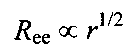 R_ee ∝ r^1/2